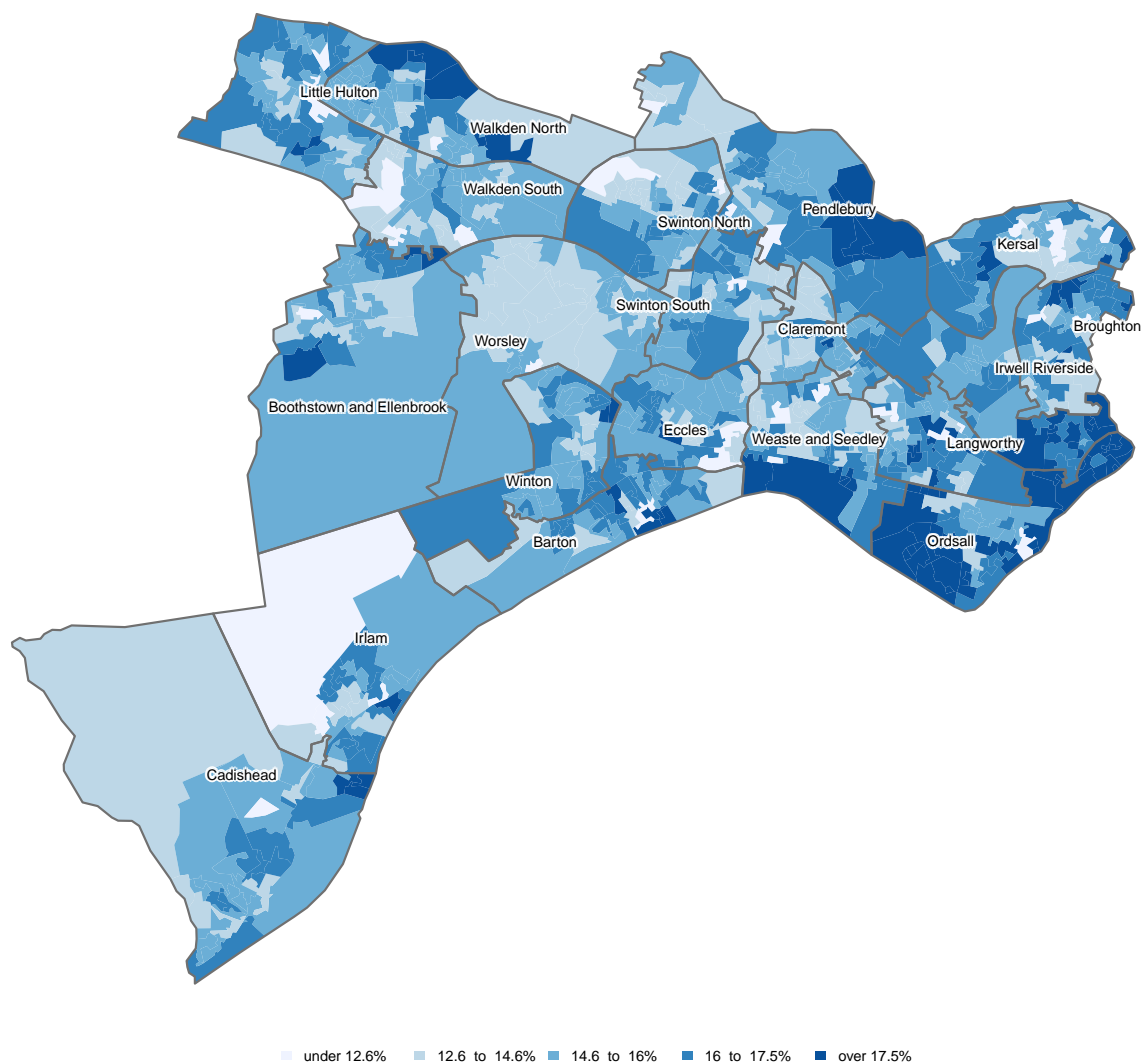 Little Hulton
Walkden North
Walkden South
Pendlebury
Swinton North
Kersal
Swinton South
Broughton
Claremont
Worsley
Irwell Riverside
Boothstown and Ellenbrook
Eccles
Weaste and Seedley
Langworthy
Winton
Barton
Ordsall
Irlam
Cadishead
under 12.6% 12.6 to 14.6% 14.6 to 16% 16 to 17.5% over 17.5%